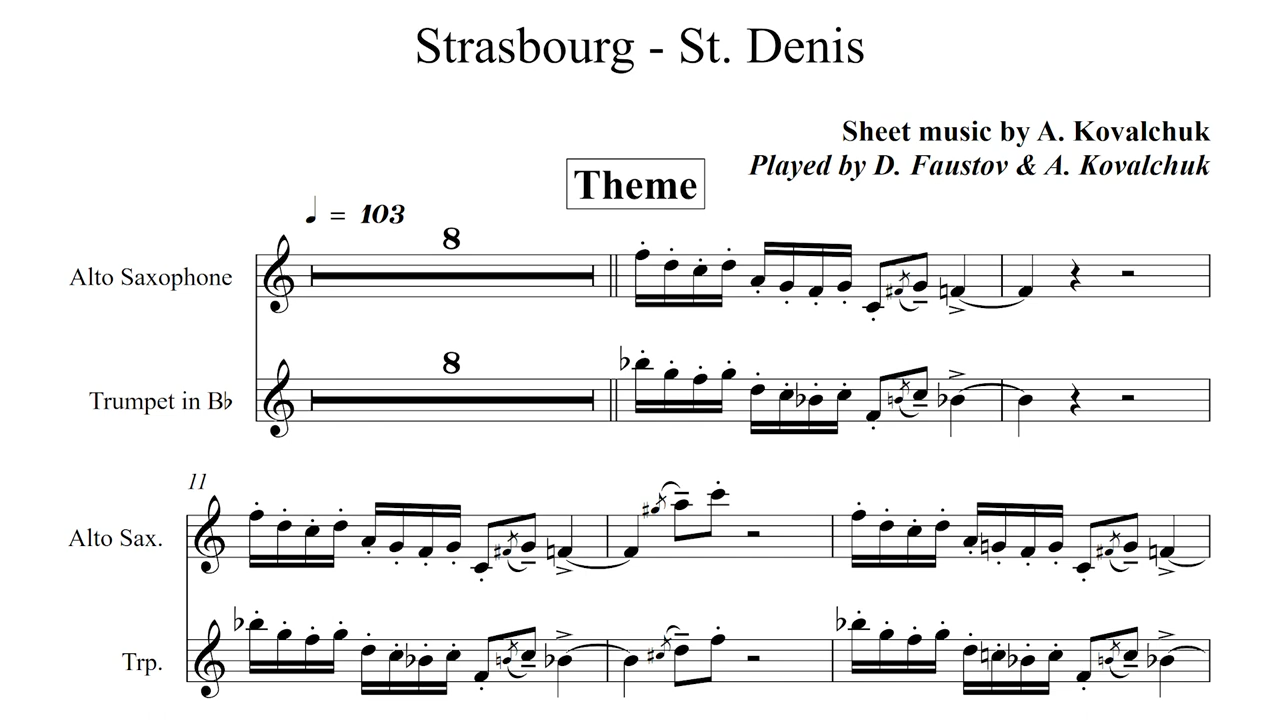 Strasbourg - St. Denis
Sheet music by A. Kovalchuk
Played by D. Faustov & A. Kovalchuk
Theme
♩ = 103
Alto Saxophone
8
Trumpet in B♭
8
11
Alto Sax.
Trp.